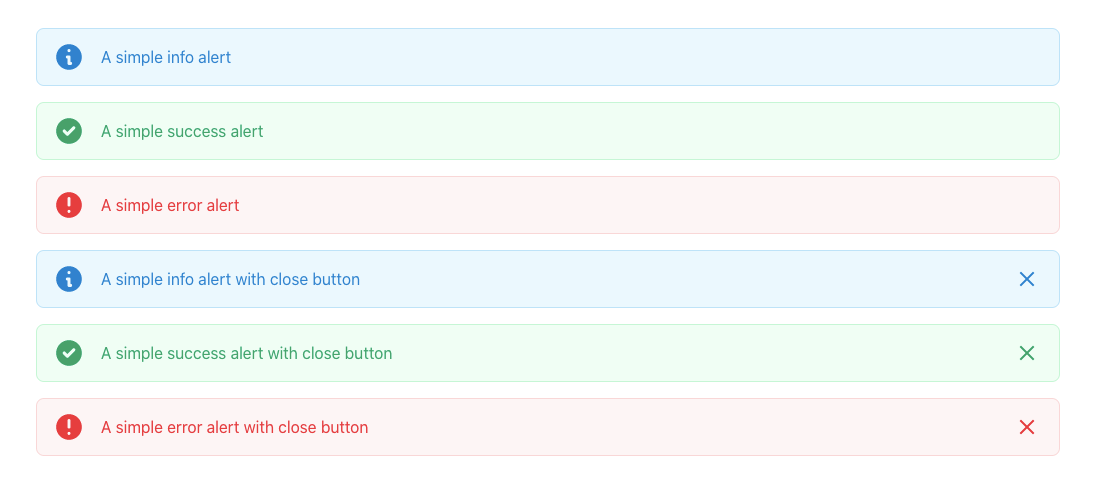 A simple info alert
A simple success alert
A simple error alert
A simple info alert with close button
A simple success alert with close button
A simple error alert with close button